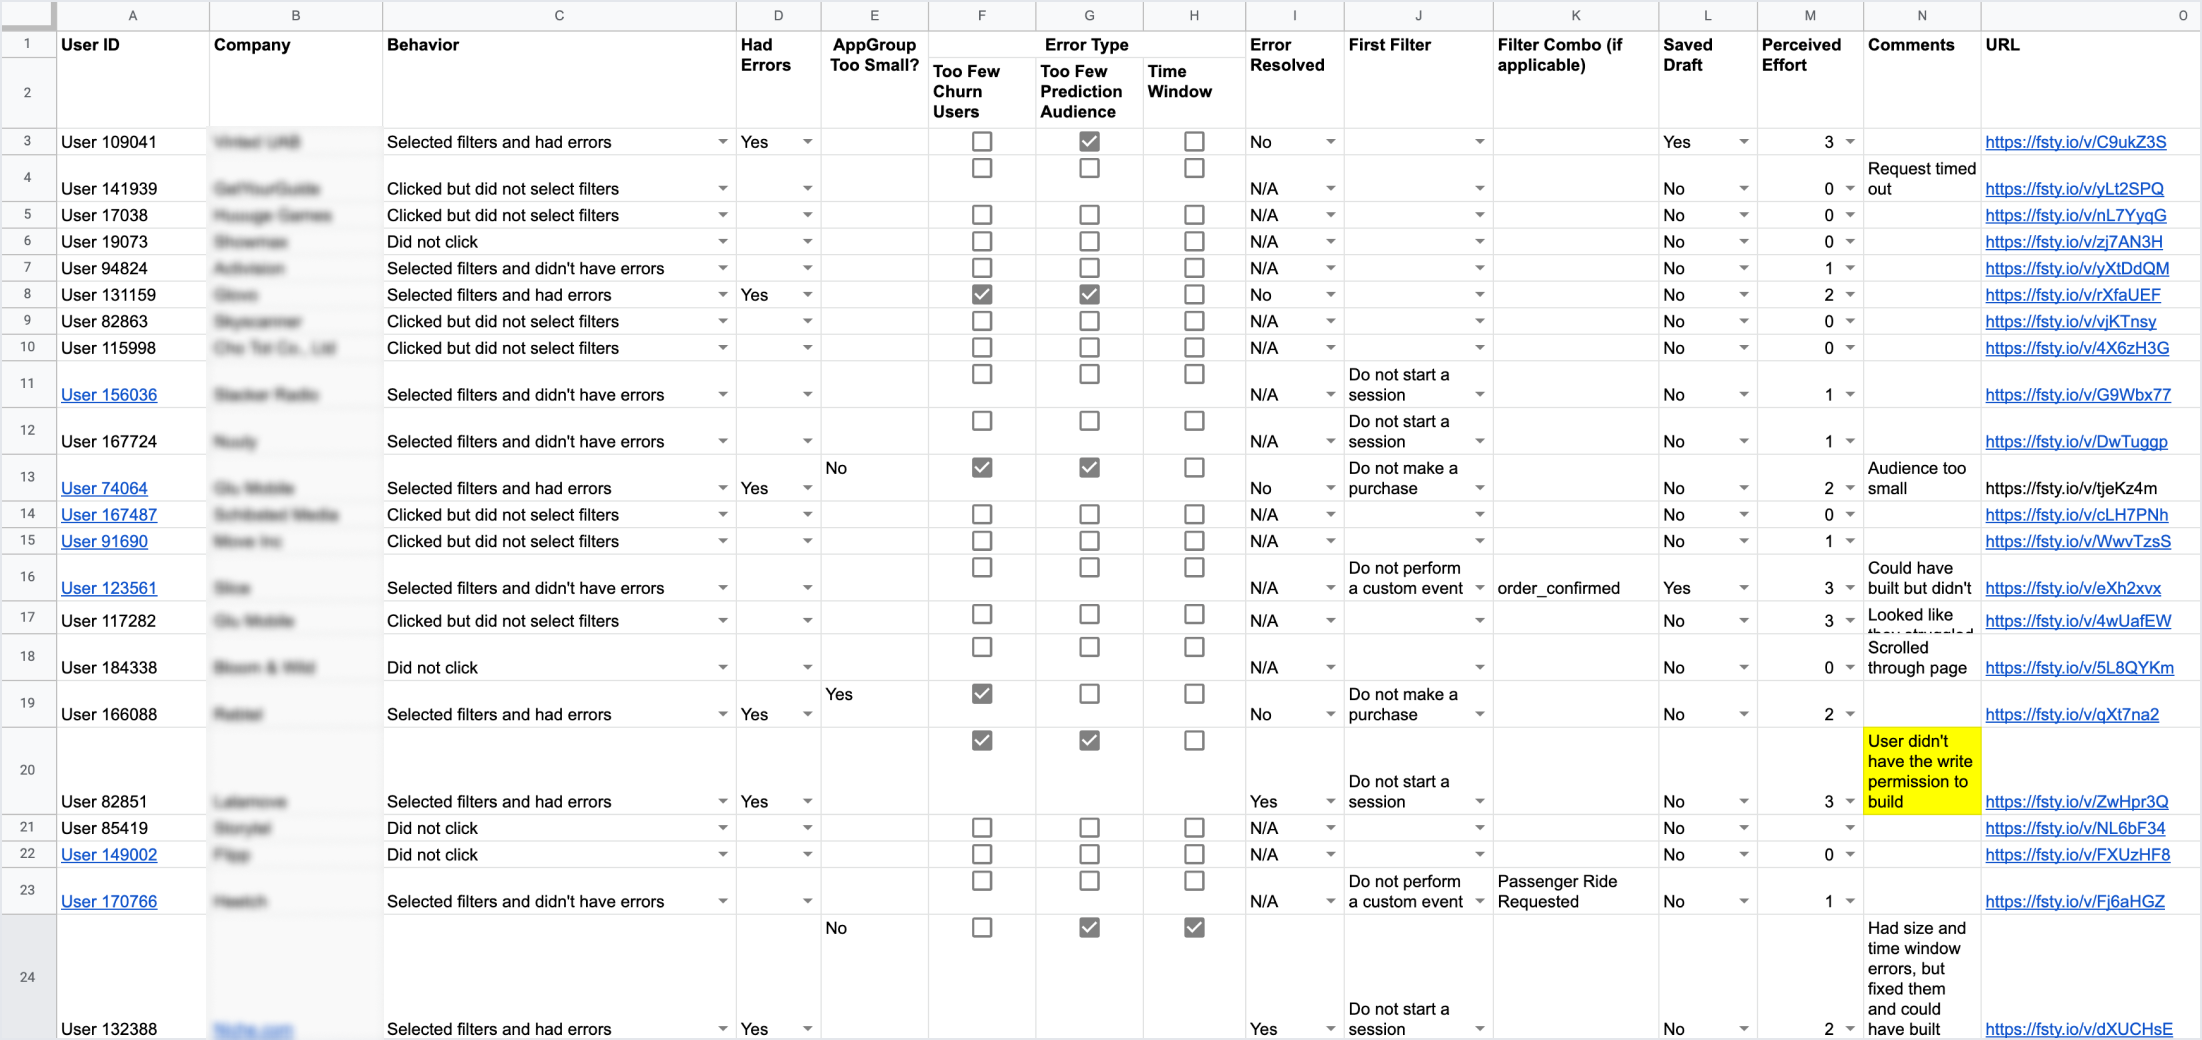 A B C D E F G H I J K L M N O
1 User ID Company Behavior Had Errors AppGroup Too Small? Error Type Error Resolved First Filter Filter Combo (if applicable) Saved Draft Perceived Effort Comments URL
2 Too Few Churn Users Too Few Prediction Audience Time Window
3 User 109041 Selected filters and had errors Yes No Yes 3 https://fsty.io/v/C9ukZ3S
4 User 141939 Clicked but did not select filters N/A No 0 Request timed out https://fsty.io/v/yLt2SPQ
5 User 17038 Clicked but did not select filters N/A No 0 https://fsty.io/v/nL7YyqG
6 User 19073 Did not click N/A No 0 https://fsty.io/v/zj7AN3H
7 User 94824 Selected filters and didn't have errors N/A No 1 https://fsty.io/v/yXtDdQM
8 User 131159 Selected filters and had errors Yes No No 2 https://fsty.io/v/rXfaUEF
9 User 82863 Clicked but did not select filters N/A No 0 https://fsty.io/v/vjKTnsy
10 User 115998 Clicked but did not select filters N/A No 0 https://fsty.io/v/4X6zH3G
11 User 156036 Selected filters and didn't have errors N/A Do not start a session No 1 https://fsty.io/v/G9Wbx77
12 User 167724 Selected filters and didn't have errors N/A Do not start a session No 1 https://fsty.io/v/DwTuggp
13 User 74064 Selected filters and had errors Yes No No Do not make a purchase No 2 Audience too small https://fsty.io/v/tjeKz4m
14 User 167487 Clicked but did not select filters N/A No 0 https://fsty.io/v/cLH7PNh
15 User 91690 Clicked but did not select filters N/A No 1 https://fsty.io/v/WwvTzsS
16 User 123561 Selected filters and didn't have errors N/A Do not perform a custom event order_confirmed Yes 3 Could have built but didn't https://fsty.io/v/eXh2xvx
17 User 117282 Clicked but did not select filters N/A No 3 Looked like https://fsty.io/v/4wUafEW
18 User 184338 Did not click N/A No 0 Scrolled through page https://fsty.io/v/5L8QYKm
19 User 166088 Selected filters and had errors Yes Yes No Do not make a purchase No 2 https://fsty.io/v/qXt7na2
20 User 82851 Selected filters and had errors Yes Yes Do not start a session No 3 User didn't have the write permission to build https://fsty.io/v/ZwHpr3Q
21 User 85419 Did not click N/A No https://fsty.io/v/NL6bF34
22 User 149002 Did not click N/A No 0 https://fsty.io/v/FXUzHF8
23 User 170766 Selected filters and didn't have errors N/A Do not perform a custom event Passenger Ride Requested No 1 https://fsty.io/v/Fj6aHGZ
24 User 132388 Selected filters and had errors Yes No Yes Do not start a session No 2 Had size and time window errors, but fixed them and could have built https://fsty.io/v/dXUCHsE